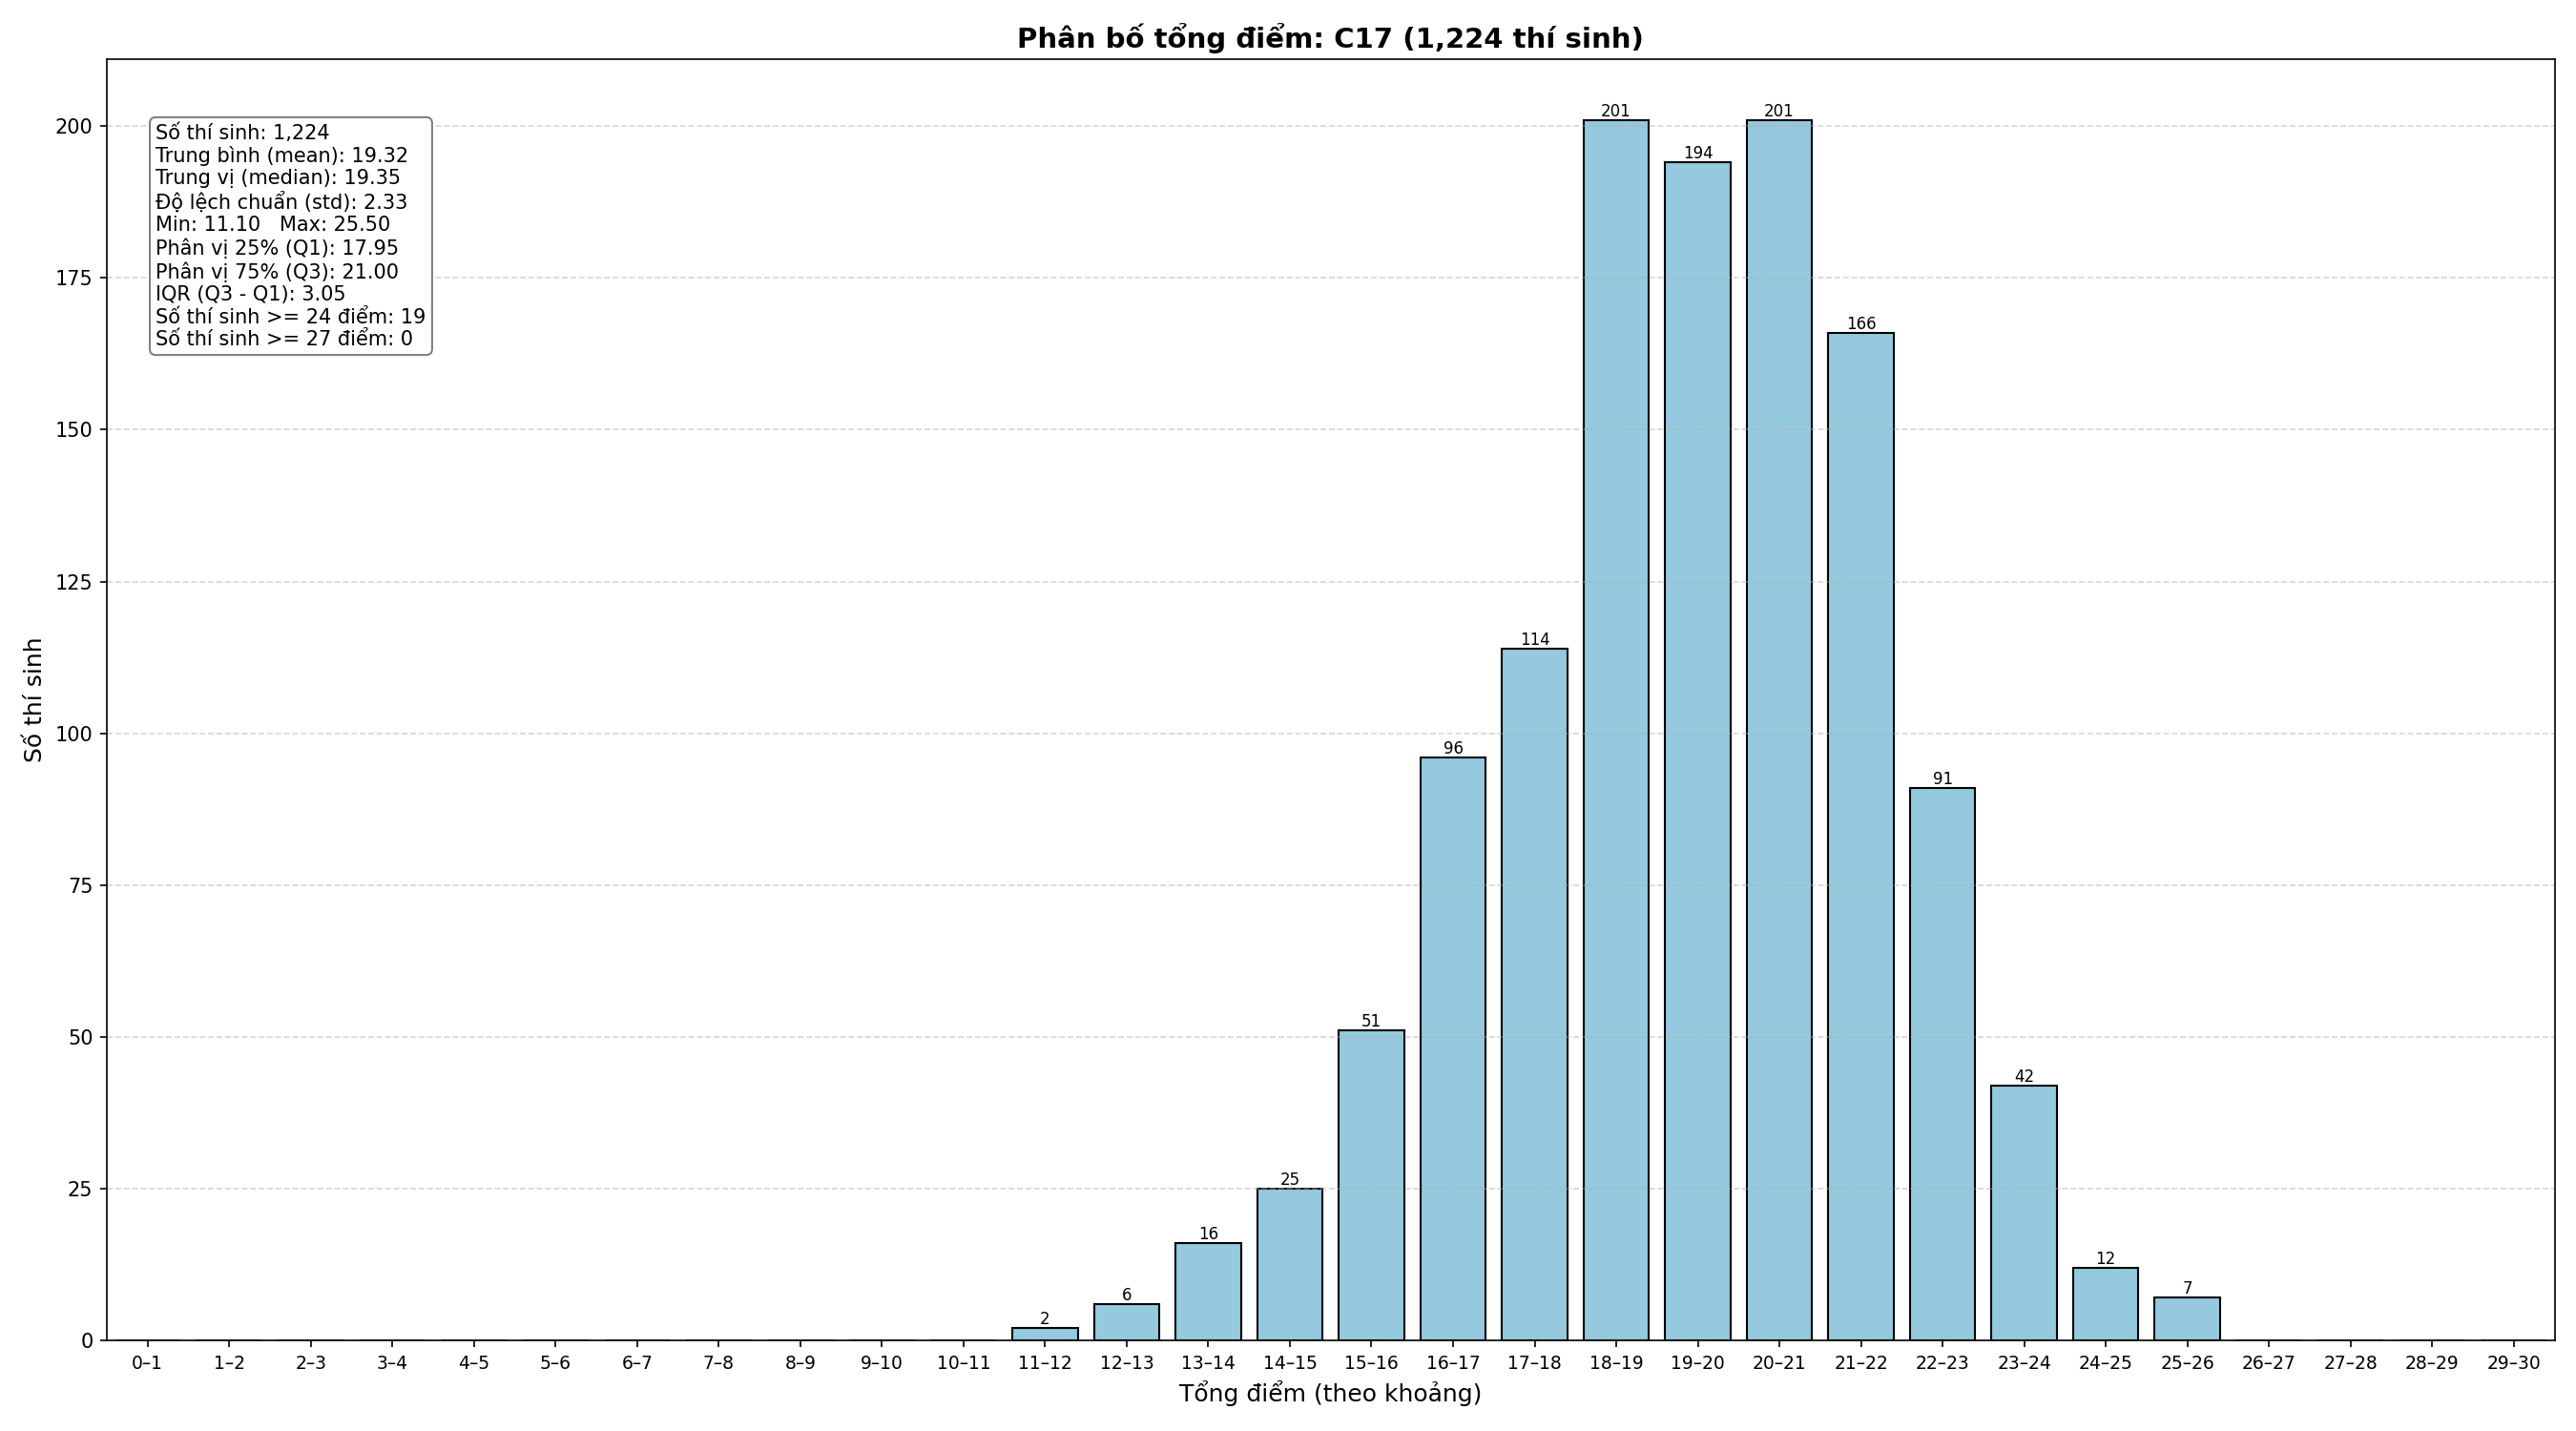 Phân bố tổng điểm: C17 (1,224 thí sinh)
Số thí sinh: 1,224
Trung bình (mean): 19.32
Trung vị (median): 19.35
Độ lệch chuẩn (std): 2.33
Min: 11.10   Max: 25.50
Phân vị 25% (Q1): 17.95
Phân vị 75% (Q3): 21.00
IQR (Q3 - Q1): 3.05
Số thí sinh >= 24 điểm: 19
Số thí sinh >= 27 điểm: 0
Số thí sinh
200
175
150
125
100
75
50
25
0
2
6
16
25
51
96
114
201
194
201
166
91
42
12
7
0–1 1–2 2–3 3–4 4–5 5–6 6–7 7–8 8–9 9–10 10–11 11–12 12–13 13–14 14–15 15–16 16–17 17–18 18–19 19–20 20–21 21–22 22–23 23–24 24–25 25–26 26–27 27–28 28–29 29–30
Tổng điểm (theo khoảng)